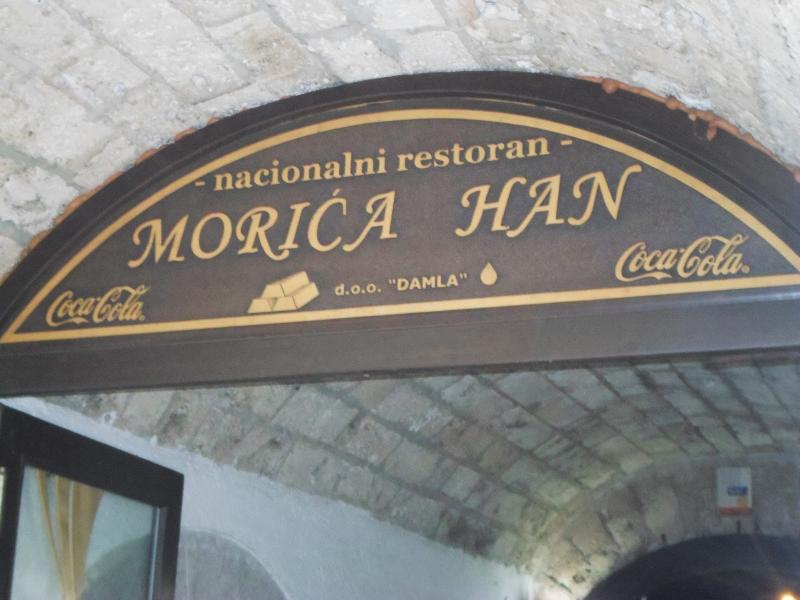 - nacionalni restoran -
MORIĆA HAN
Coca-Cola
d.o.o. "DAMLA"
Coca-Cola